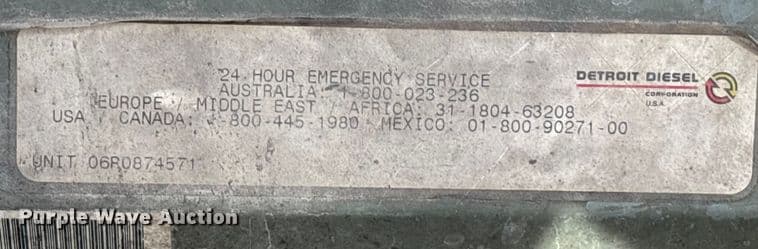 24 HOUR EMERGENCY SERVICE
AUSTRALIA: 1-800-023-236
EUROPE / MIDDLE EAST / AFRICA: 31-1804-63208
USA / CANADA: 1-800-445-1980 MEXICO: 01-800-90271-00
UNIT 06R0874571
DETROIT DIESEL
CORPORATION
U.S.A.
Purple Wave Auction